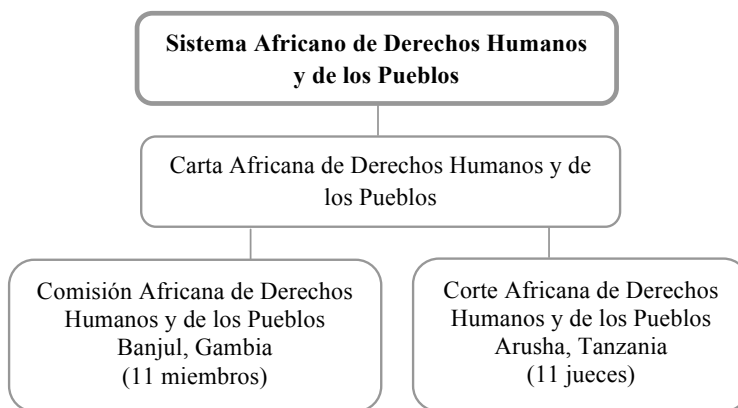 Sistema Africano de Derechos Humanos
y de los Pueblos
Carta Africana de Derechos Humanos y de
los Pueblos
Comisión Africana de Derechos
Humanos y de los Pueblos
Banjul, Gambia
(11 miembros)
Corte Africana de Derechos
Humanos y de los Pueblos
Arusha, Tanzania
(11 jueces)